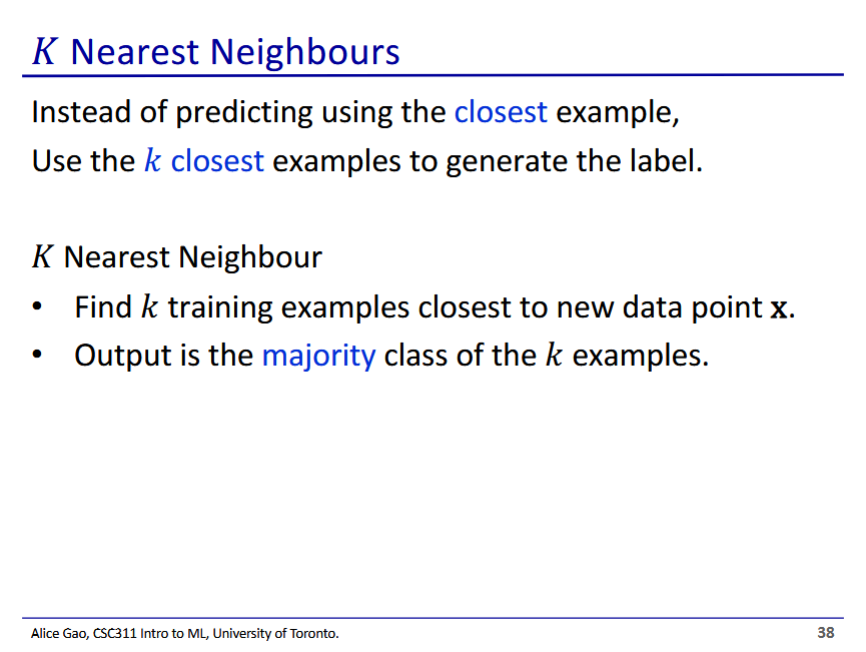 K Nearest Neighbours
Instead of predicting using the closest example,
Use the k closest examples to generate the label.
K Nearest Neighbour
• Find k training examples closest to new data point x.
• Output is the majority class of the k examples.
Alice Gao, CSC311 Intro to ML, University of Toronto.
38